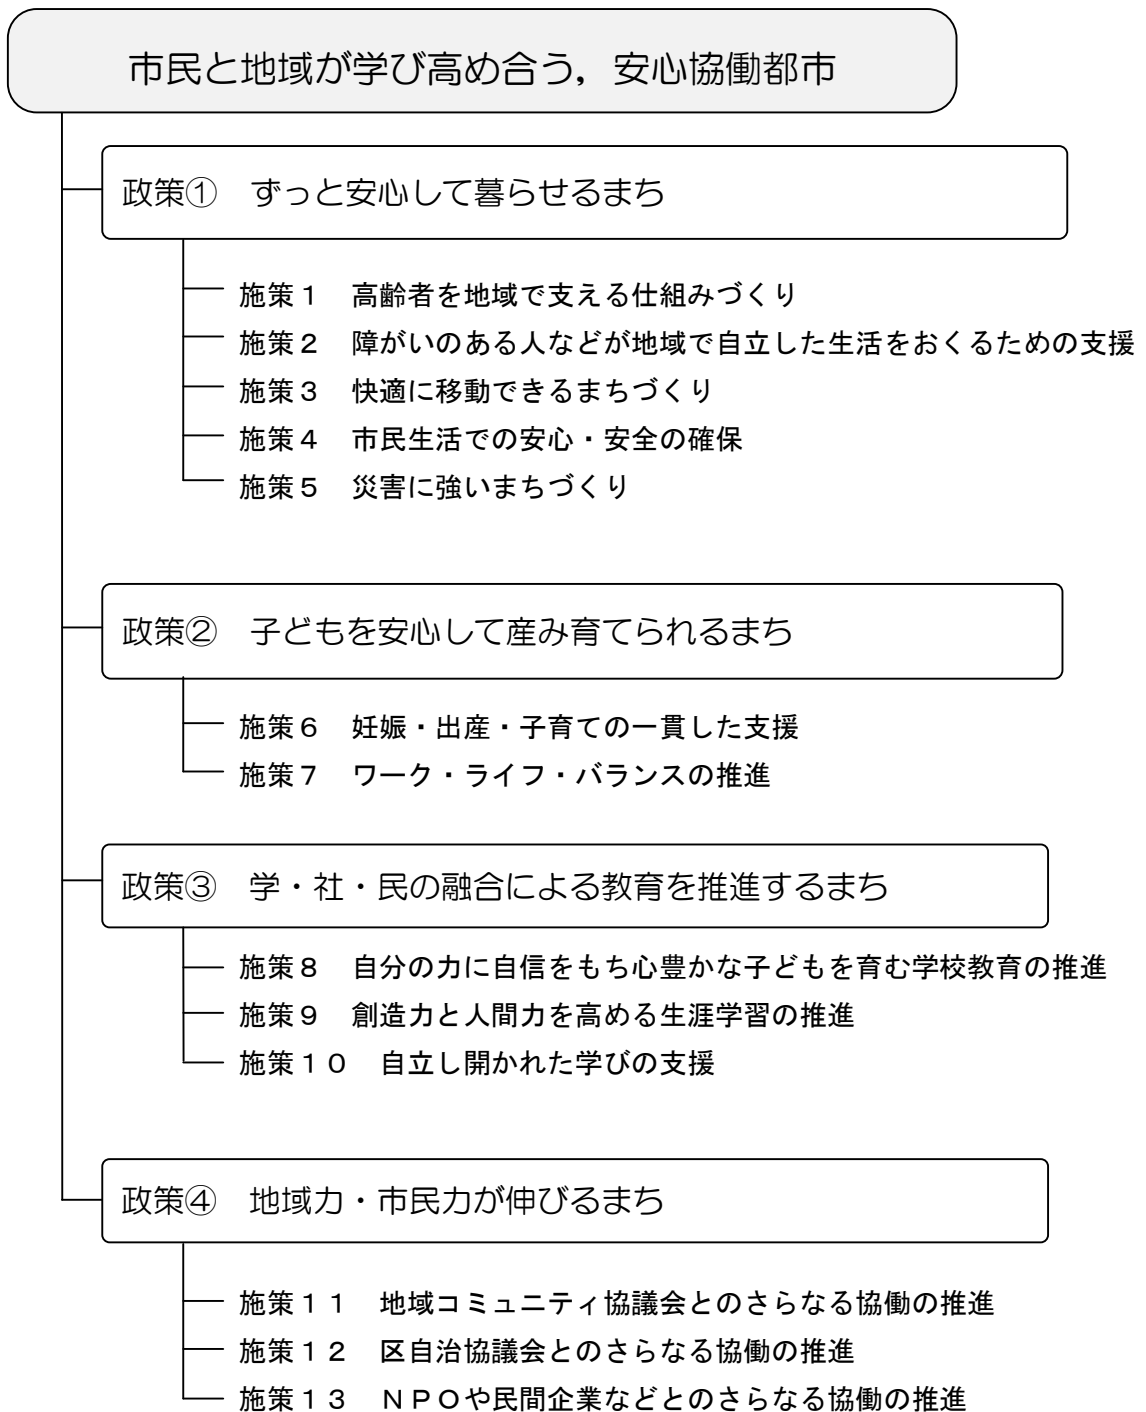 市民と地域が学び高め合う，安心協働都市
政策①　ずっと安心して暮らせるまち
施策１　高齢者を地域で支える仕組みづくり
施策２　障がいのある人などが地域で自立した生活をおくるための支援
施策３　快適に移動できるまちづくり
施策４　市民生活での安心・安全の確保
施策５　災害に強いまちづくり
政策②　子どもを安心して産み育てられるまち
施策６　妊娠・出産・子育ての一貫した支援
施策７　ワーク・ライフ・バランスの推進
政策③　学・社・民の融合による教育を推進するまち
施策８　自分の力に自信をもち心豊かな子どもを育む学校教育の推進
施策９　創造力と人間力を高める生涯学習の推進
施策１０　自立し開かれた学びの支援
政策④　地域力・市民力が伸びるまち
施策１１　地域コミュニティ協議会とのさらなる協働の推進
施策１２　区自治協議会とのさらなる協働の推進
施策１３　ＮＰＯや民間企業などとのさらなる協働の推進